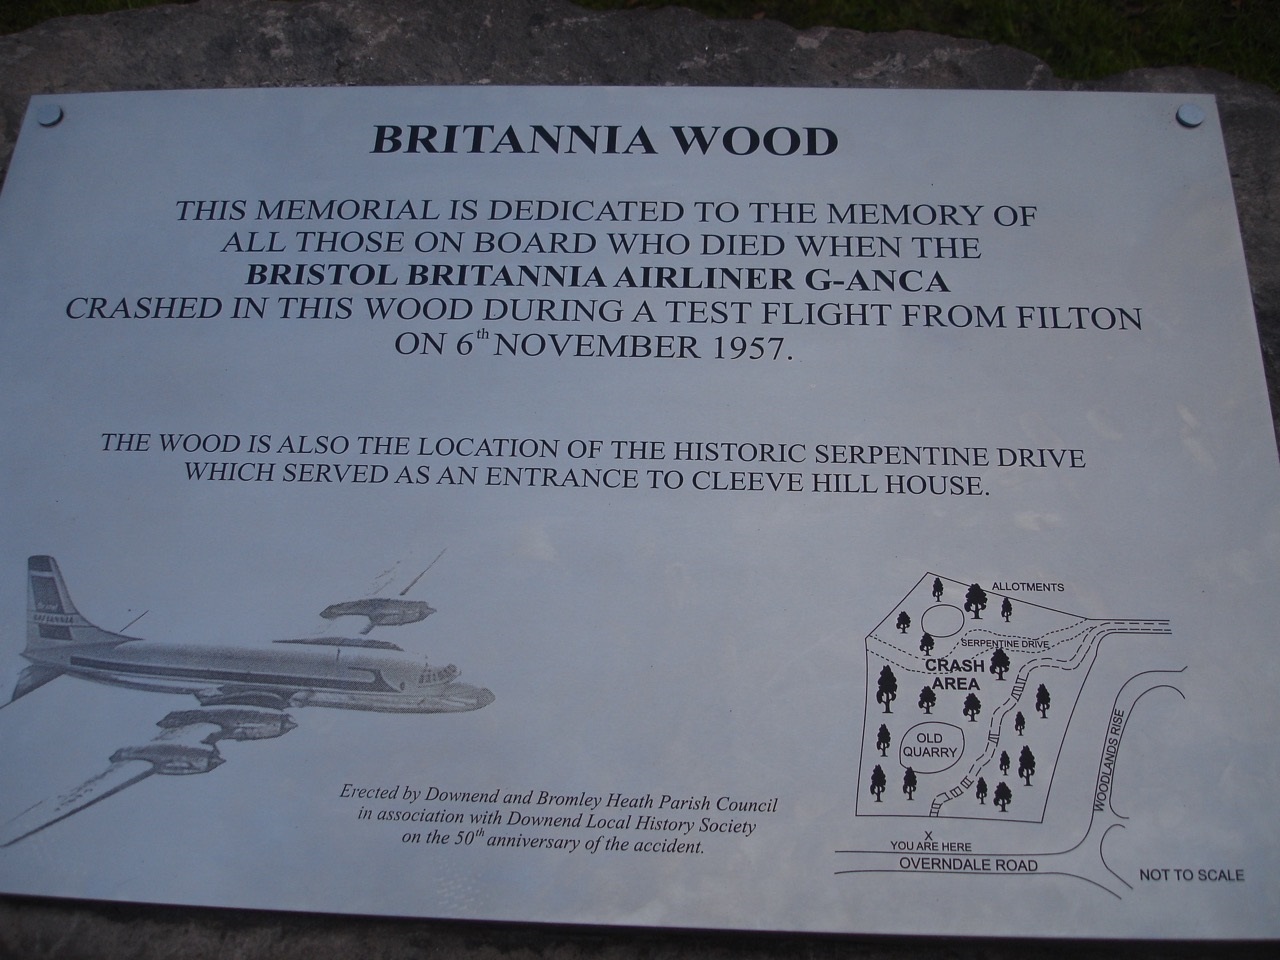 BRITANNIA WOOD
THIS MEMORIAL IS DEDICATED TO THE MEMORY OF
ALL THOSE ON BOARD WHO DIED WHEN THE
BRISTOL BRITANNIA AIRLINER G-ANCA
CRASHED IN THIS WOOD DURING A TEST FLIGHT FROM FILTON
ON 6th NOVEMBER 1957.
THE WOOD IS ALSO THE LOCATION OF THE HISTORIC SERPENTINE DRIVE
WHICH SERVED AS AN ENTRANCE TO CLEEVE HILL HOUSE.
BRITANNIA
Erected by Downend and Bromley Heath Parish Council
in association with Downend Local History Society
on the 50th anniversary of the accident.
ALLOTMENTS
SERPENTINE DRIVE
CRASH
AREA
OLD
QUARRY
WOODLANDS RISE
X
YOU ARE HERE
OVERNDALE ROAD
NOT TO SCALE